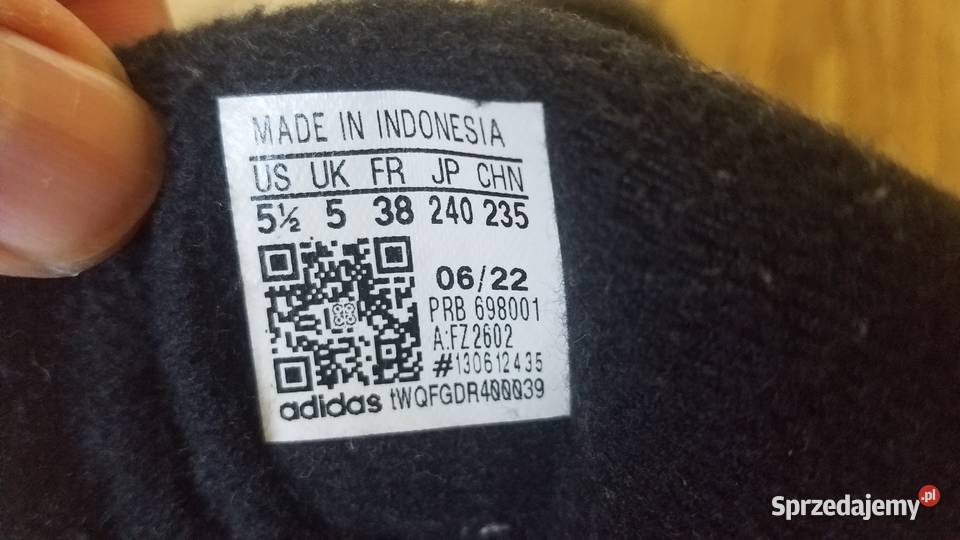 MADE IN INDONESIA
US UK FR JP CHN
5½ 5 38 240 235
06/22
PRB 698001
A:FZ2602
#130612435
adidas tWQFGDR400039
Sprzedajemy.pl